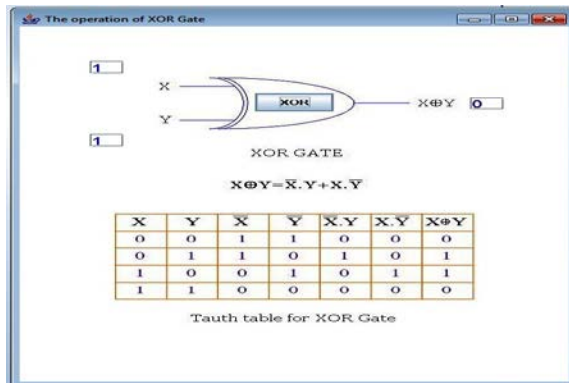 The operation of XOR Gate
1
X
XOR
X⊕Y 0
Y
1
XOR GATE
X⊕Y=X̅.Y+X.Y̅
X Y X̅ Y̅ X̅.Y X.Y̅ X⊕Y
0 0 1 1 0 0 0
0 1 1 0 1 0 1
1 0 0 1 0 1 1
1 1 0 0 0 0 0
Tauth table for XOR Gate